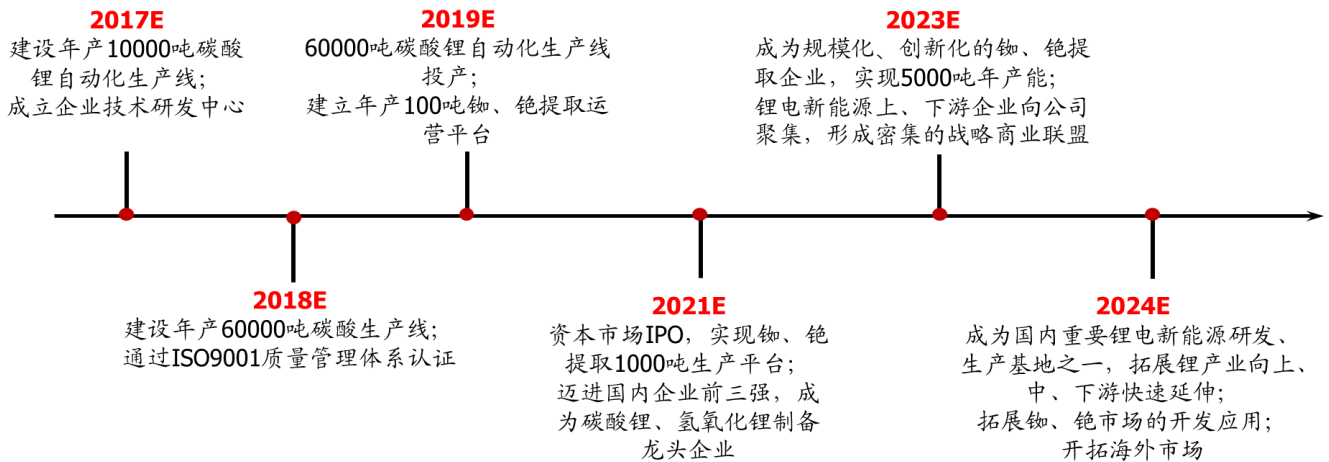 2017E
建设年产10000吨碳酸
锂自动化生产线；
成立企业技术研发中心
2018E
建设年产60000吨碳酸生产线；
通过ISO9001质量管理体系认证
2019E
60000吨碳酸锂自动化生产线
投产；
建立年产100吨铷、铯提取运
营平台
2021E
资本市场IPO，实现铷、铯
提取1000吨生产平台；
迈进国内企业前三强，成
为碳酸锂、氢氧化锂制备
龙头企业
2023E
成为规模化、创新化的铷、铯提
取企业，实现5000吨年产能；
锂电新能源上、下游企业向公司
聚集，形成密集的战略商业联盟
2024E
成为国内重要锂电新能源研发、
生产基地之一，拓展锂产业向上、
中、下游快速延伸；
拓展铷、铯市场的开发应用；
开拓海外市场